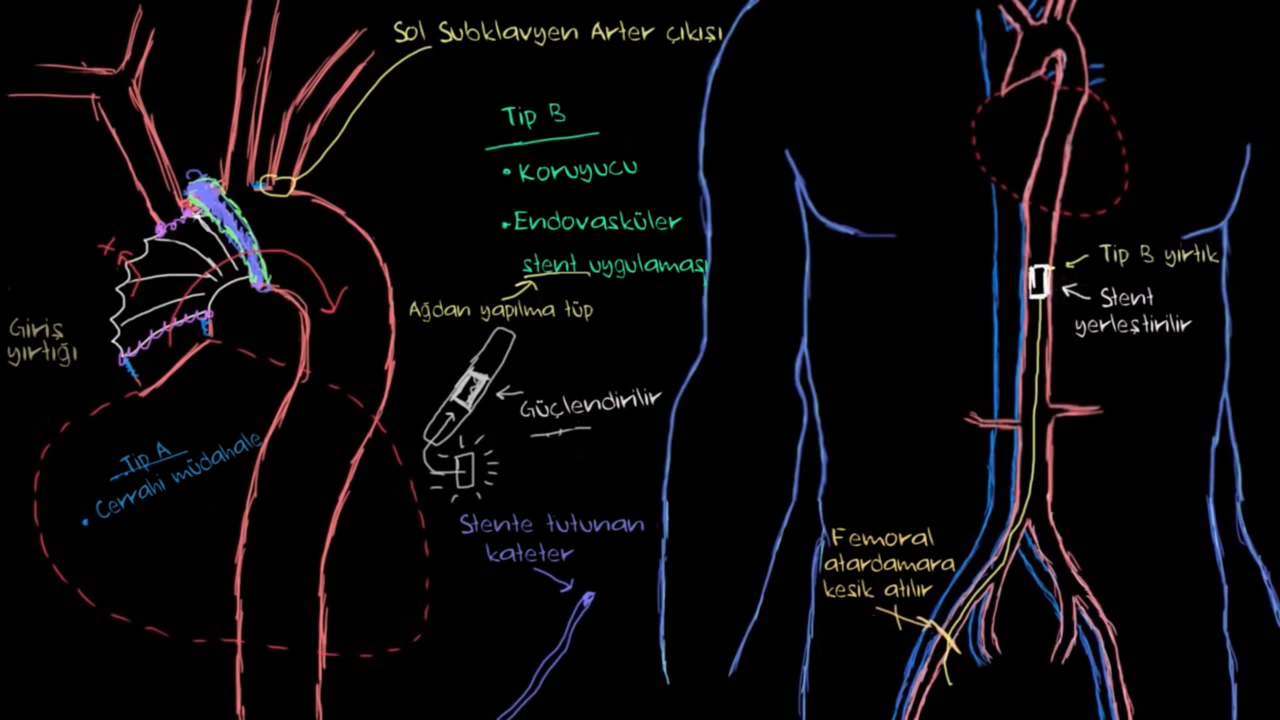 Sol Subklavyen Arter çıkışı
Tip B
• Koruyucu
• Endovasküler
stent uygulaması
Ağdan yapılma tüp
Güçlendirilir
Stente tutunan
kateter
Giriş
yırtığı
Tip A
• Cerrahi müdahale
Tip B yırtık
Stent
yerleştirilir
Femoral
atardamara
kesik atılır